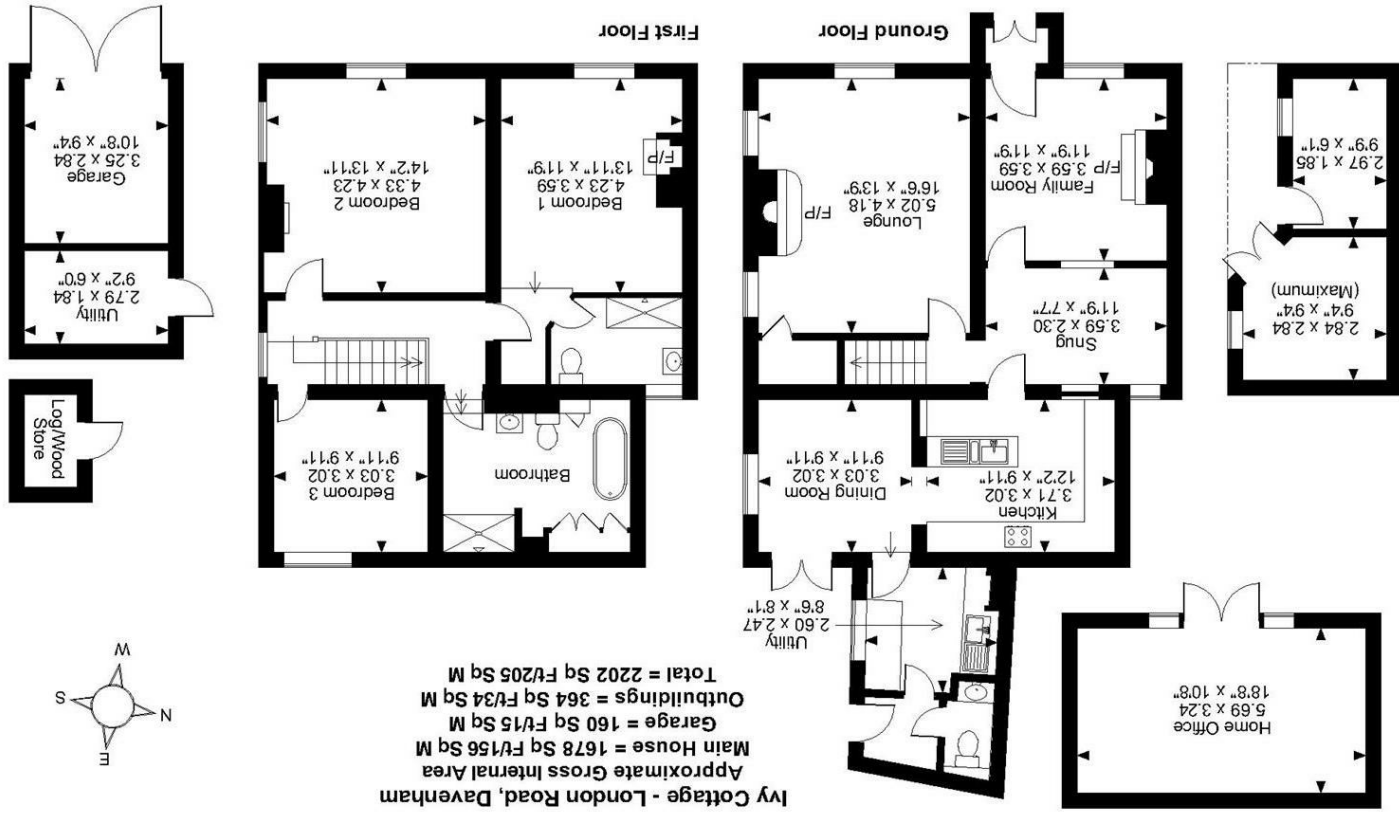 Ivy Cottage - London Road, Davenham
Approximate Gross Internal Area
Main House = 1678 Sq Ft/156 Sq M
Garage = 160 Sq Ft/15 Sq M
Outbuildings = 364 Sq Ft/34 Sq M
Total = 2202 Sq Ft/205 Sq M
Home Office
5.69 x 3.24
18'8" x 10'8"
Utility
2.60 x 2.47
8'6" x 8'1"
E
N
S
W
Kitchen
3.71 x 3.02
12'2" x 9'11"
Dining Room
3.03 x 3.02
9'11" x 9'11"
Bathroom
Bedroom 3
3.03 x 3.02
9'11" x 9'11"
Log/Wood
Store
2.84 x 2.84
9'4" x 9'4"
(Maximum)
Snug
3.59 x 2.30
11'9" x 7'7"
Utility
2.79 x 1.84
9'2" x 6'0"
2.97 x 1.85
9'9" x 6'1"
Family Room
3.59 x 3.59
11'9" x 11'9"
F/P
Lounge
5.02 x 4.18
16'6" x 13'9"
F/P
Bedroom 1
4.23 x 3.59
13'11" x 11'9"
F/P
Bedroom 2
4.33 x 4.23
14'2" x 13'11"
Garage
3.25 x 2.84
10'8" x 9'4"
Ground Floor
First Floor